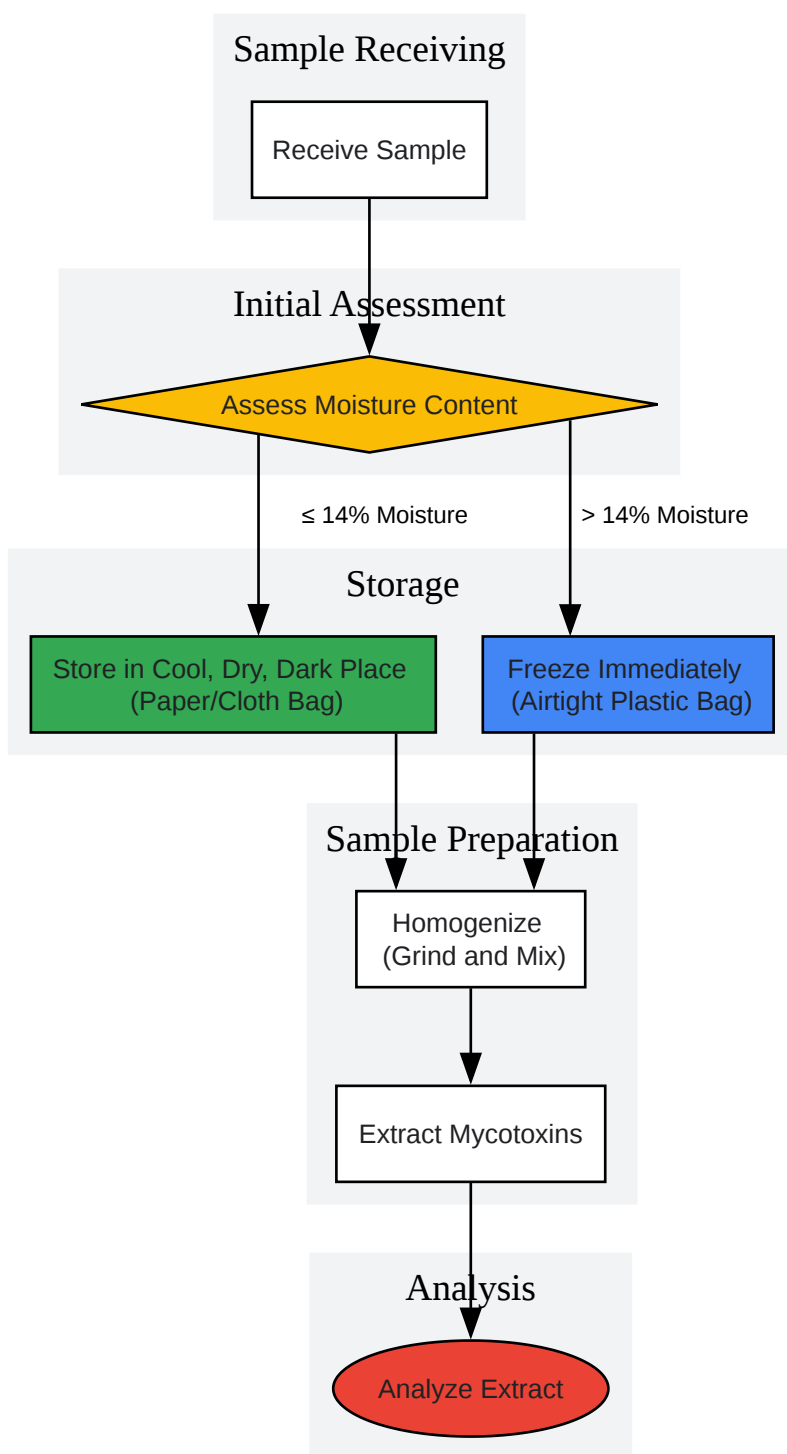 Sample Receiving
Receive Sample
Initial Assessment
Assess Moisture Content
≤ 14% Moisture
> 14% Moisture
Storage
Store in Cool, Dry, Dark Place
(Paper/Cloth Bag)
Freeze Immediately
(Airtight Plastic Bag)
Sample Preparation
Homogenize
(Grind and Mix)
Extract Mycotoxins
Analysis
Analyze Extract